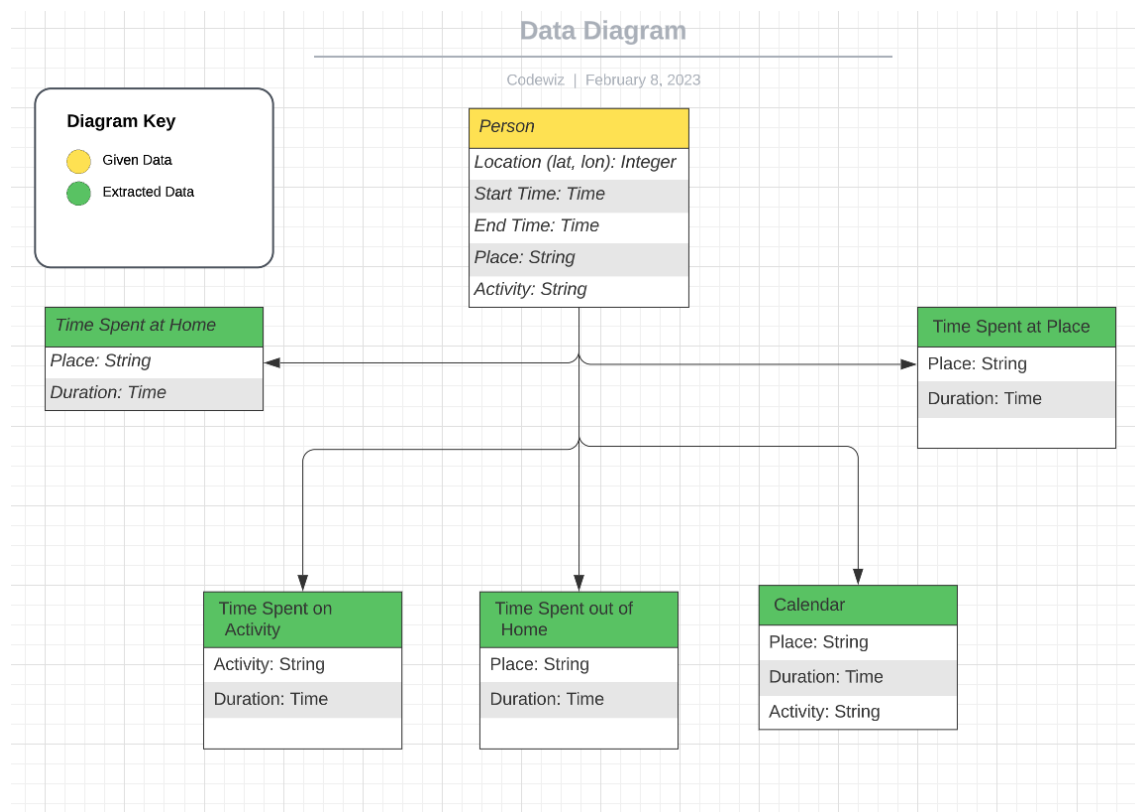 Data Diagram
Codewiz | February 8, 2023
Diagram Key
Given Data
Extracted Data
Person
Location (lat, lon): Integer
Start Time: Time
End Time: Time
Place: String
Activity: String
Time Spent at Home
Place: String
Duration: Time
Time Spent at Place
Place: String
Duration: Time
Time Spent on
Activity
Activity: String
Duration: Time
Time Spent out of
Home
Place: String
Duration: Time
Calendar
Place: String
Duration: Time
Activity: String